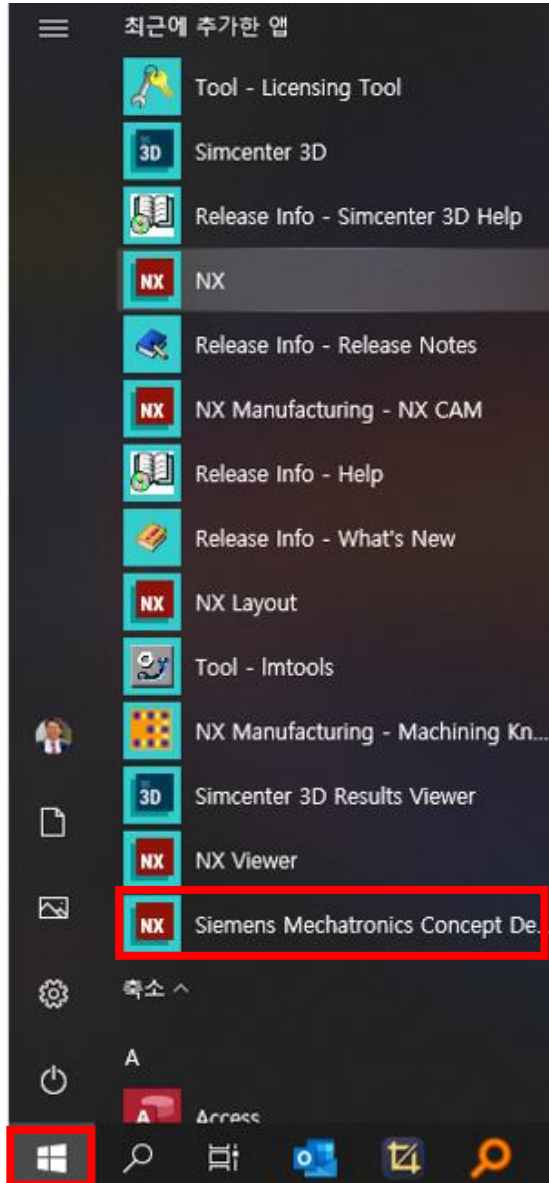 최근에 추가한 앱
Tool - Licensing Tool
3D
Simcenter 3D
Release Info - Simcenter 3D Help
NX
NX
Release Info - Release Notes
NX
NX Manufacturing - NX CAM
Release Info - Help
Release Info - What's New
NX
NX Layout
Tool - lmtools
NX Manufacturing - Machining Kn...
3D
Simcenter 3D Results Viewer
NX
NX Viewer
NX
Siemens Mechatronics Concept De...
축소
A
A
Access